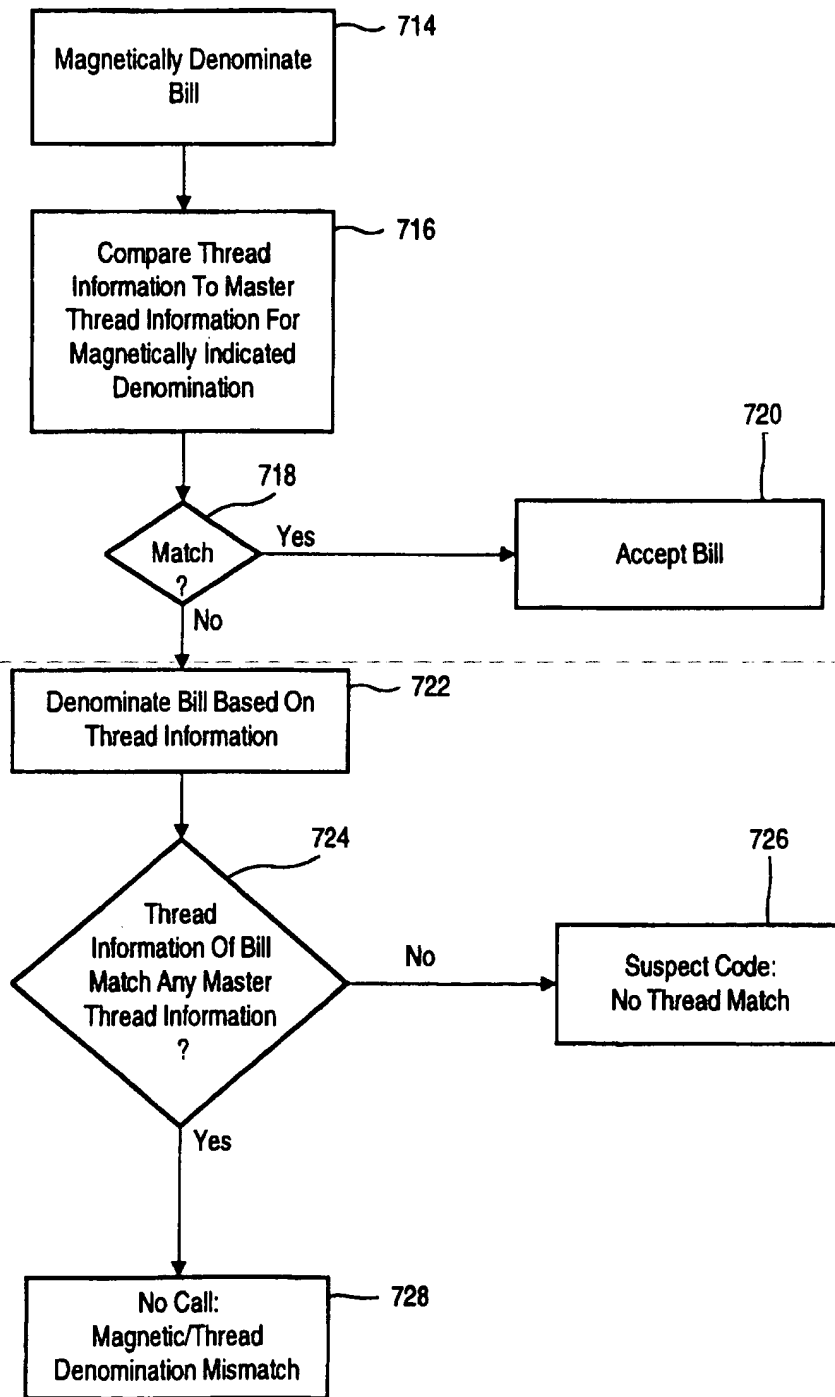 714
Magnetically Denominate
Bill
716
Compare Thread
Information To Master
Thread Information For
Magnetically Indicated
Denomination
718
Match
?
Yes
720
Accept Bill
No
722
Denominate Bill Based On
Thread Information
724
Thread
Information Of Bill
Match Any Master
Thread Information
?
No
726
Suspect Code:
No Thread Match
Yes
728
No Call:
Magnetic/Thread
Denomination Mismatch